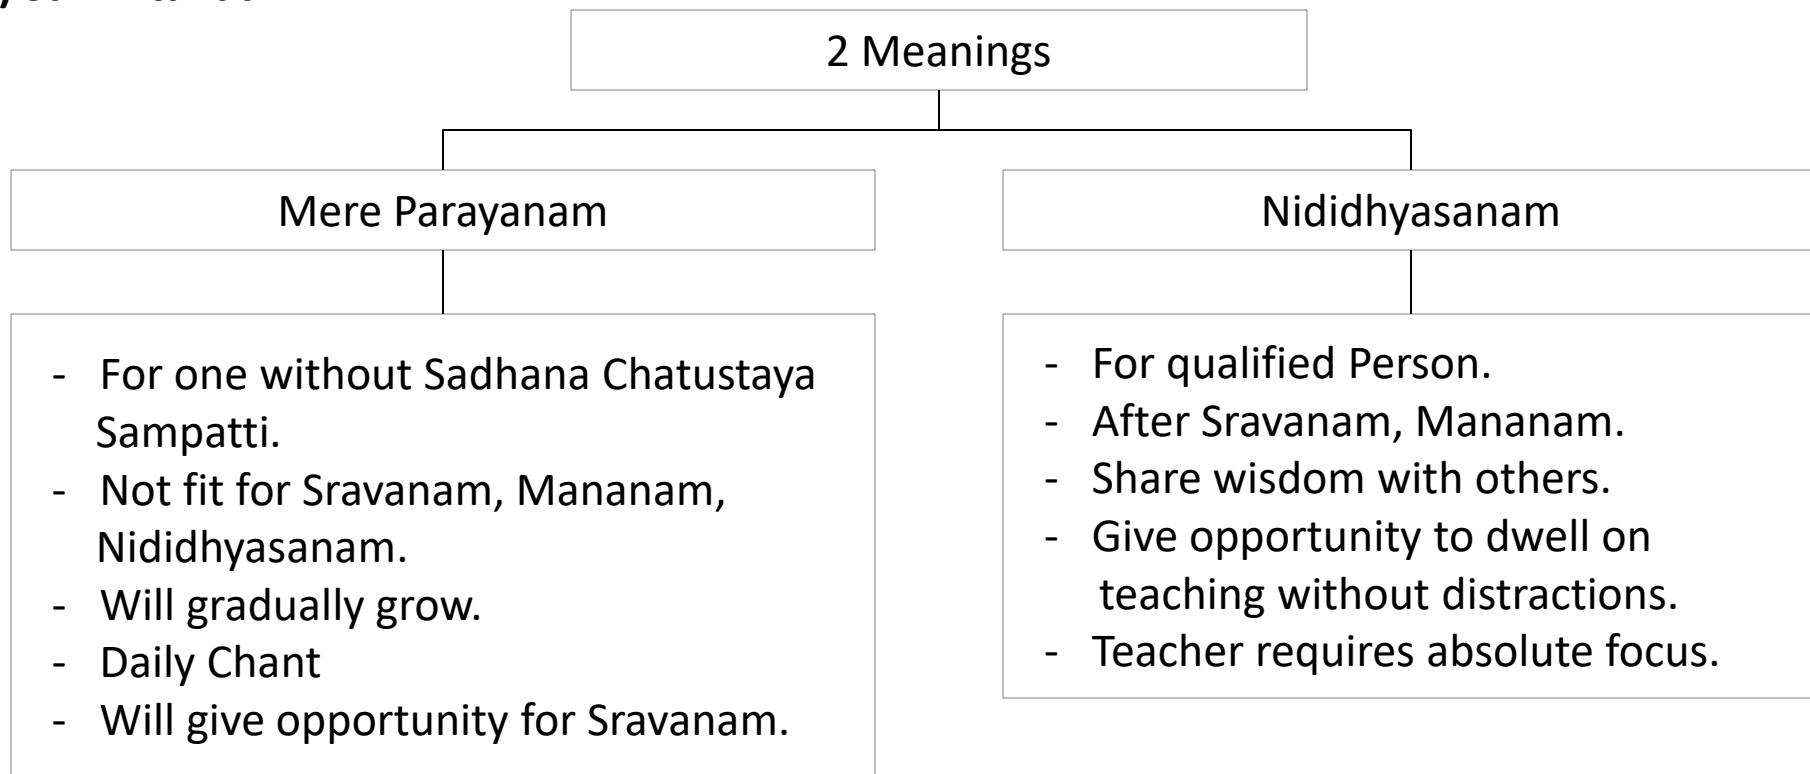 2 Meanings
Mere Parayanam
Nididhyasanam
- For one without Sadhana Chatustaya
Sampatti.
- Not fit for Sravanam, Mananam,
Nididhyasanam.
- Will gradually grow.
- Daily Chant
- Will give opportunity for Sravanam.
- For qualified Person.
- After Sravanam, Mananam.
- Share wisdom with others.
- Give opportunity to dwell on
teaching without distractions.
- Teacher requires absolute focus.